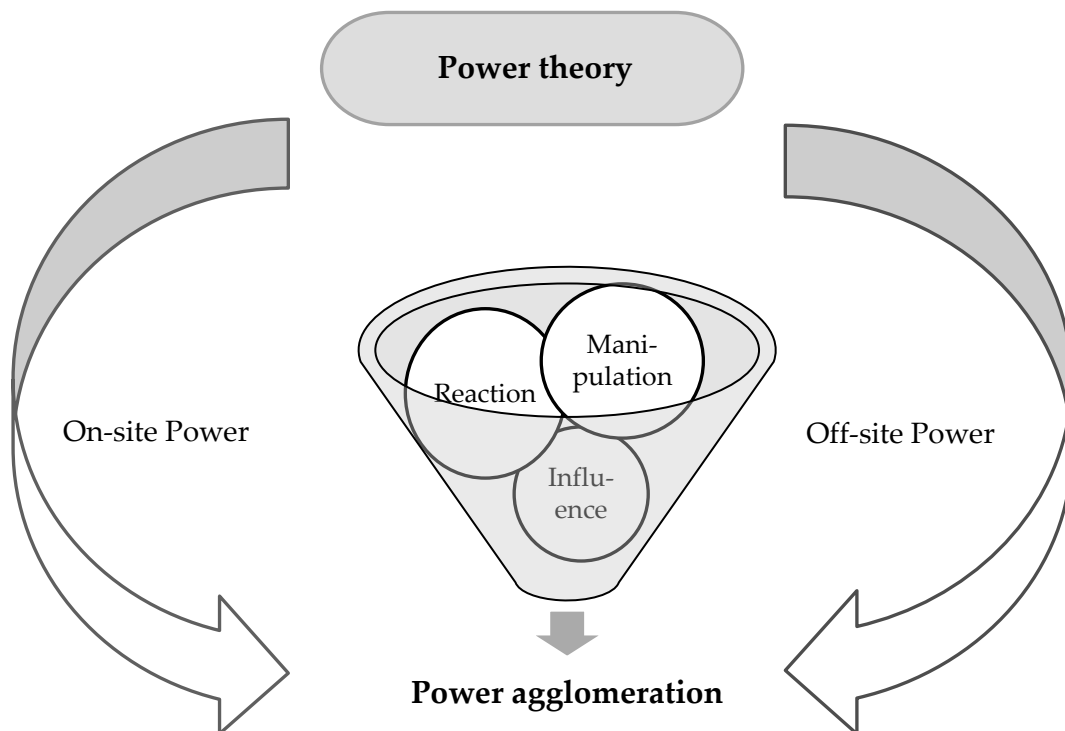 Power theory
Mani-
pulation
Reaction
On-site Power
Off-site Power
Influ-
ence
Power agglomeration